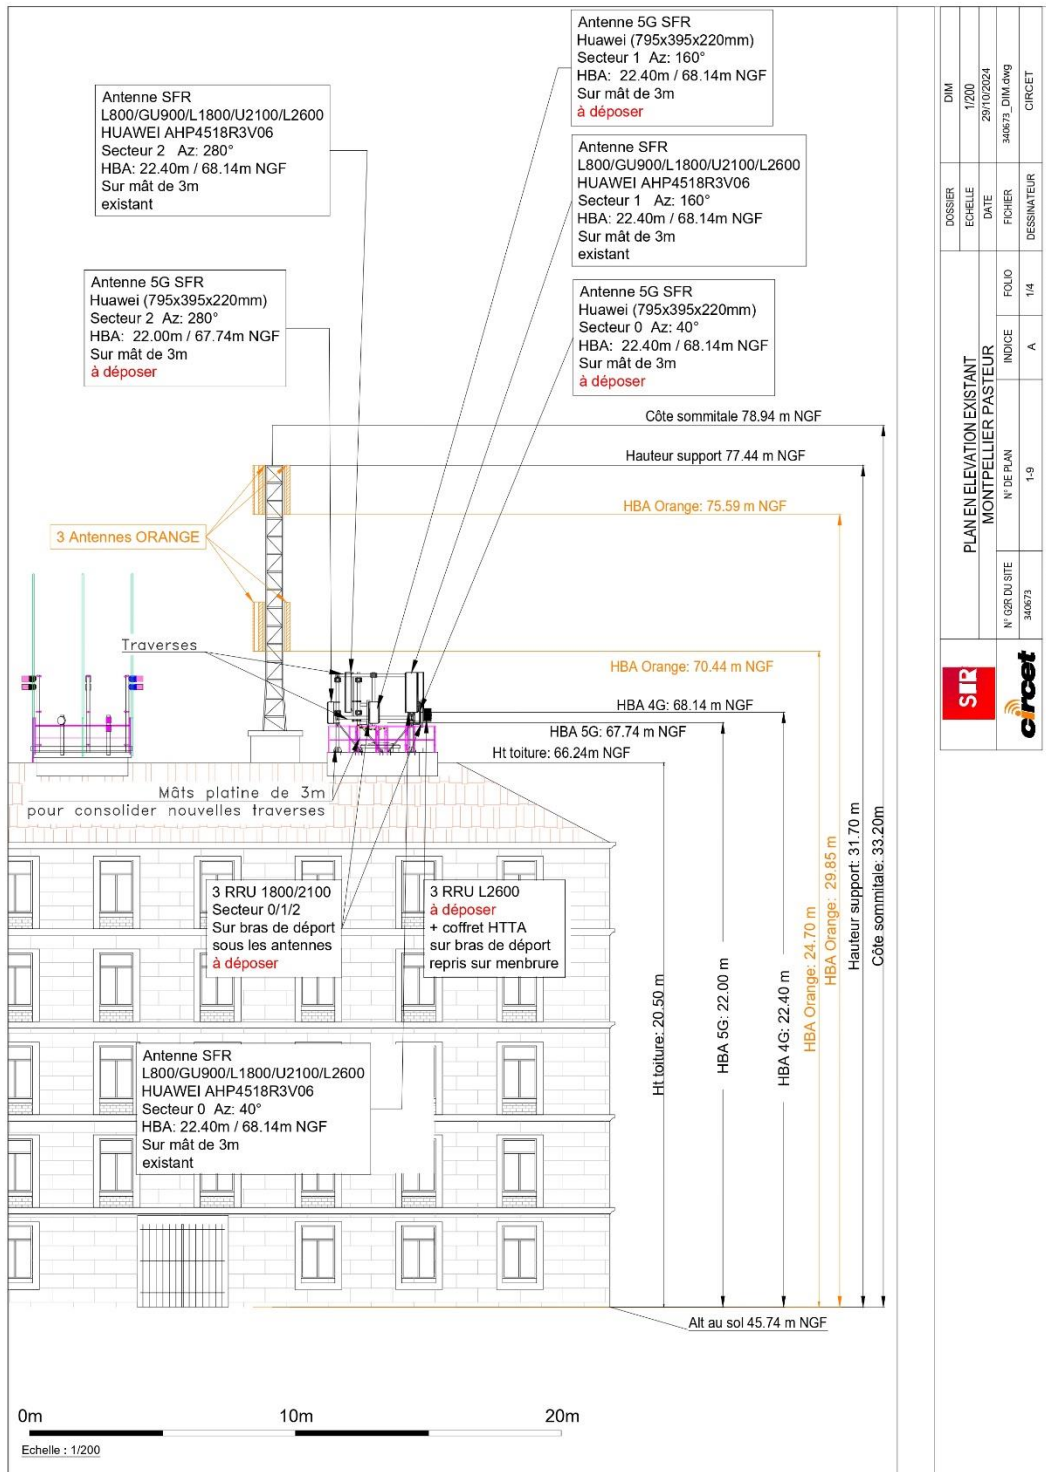 Antenne 5G SFR
Huawei (795x395x220mm)
Secteur 1 Az: 160°
HBA: 22.40m / 68.14m NGF
Sur mât de 3m
à déposer
Antenne SFR
L800/GU900/L1800/U2100/L2600
HUAWEI AHP4518R3V06
Secteur 2 Az: 280°
HBA: 22.40m / 68.14m NGF
Sur mât de 3m
existant
Antenne SFR
L800/GU900/L1800/U2100/L2600
HUAWEI AHP4518R3V06
Secteur 1 Az: 160°
HBA: 22.40m / 68.14m NGF
Sur mât de 3m
existant
Antenne 5G SFR
Huawei (795x395x220mm)
Secteur 2 Az: 280°
HBA: 22.00m / 67.74m NGF
Sur mât de 3m
à déposer
Antenne 5G SFR
Huawei (795x395x220mm)
Secteur 0 Az: 40°
HBA: 22.40m / 68.14m NGF
Sur mât de 3m
à déposer
Côte sommitale 78.94 m NGF
Hauteur support 77.44 m NGF
HBA Orange: 75.59 m NGF
3 Antennes ORANGE
Traverses
HBA Orange: 70.44 m NGF
HBA 4G: 68.14 m NGF
HBA 5G: 67.74 m NGF
Ht toiture: 66.24m NGF
Mâts platine de 3m
pour consolider nouvelles traverses
3 RRU 1800/2100
Secteur 0/1/2
Sur bras de déport
sous les antennes
à déposer
3 RRU L2600
à déposer
+ coffret HTTA
sur bras de déport
repris sur menbrure
Antenne SFR
L800/GU900/L1800/U2100/L2600
HUAWEI AHP4518R3V06
Secteur 0 Az: 40°
HBA: 22.40m / 68.14m NGF
Sur mât de 3m
existant
Ht toiture: 20.50 m
HBA 5G: 22.00 m
HBA 4G: 22.40 m
HBA Orange: 24.70 m
HBA Orange: 29.85 m
Hauteur support: 31.70 m
Côte sommitale: 33.20m
Alt au sol 45.74 m NGF
0m 10m 20m
Echelle : 1/200
SFR
circet
PLAN EN ELEVATION EXISTANT
MONTPELLIER PASTEUR
N° G2R DU SITE N° DE PLAN INDICE FOLIO
340673 1-9 A 1/4
DOSSIER DIM
ECHELLE 1/200
DATE 29/10/2024
FICHIER 340673_DIM.dwg
DESSINATEUR CIRCET